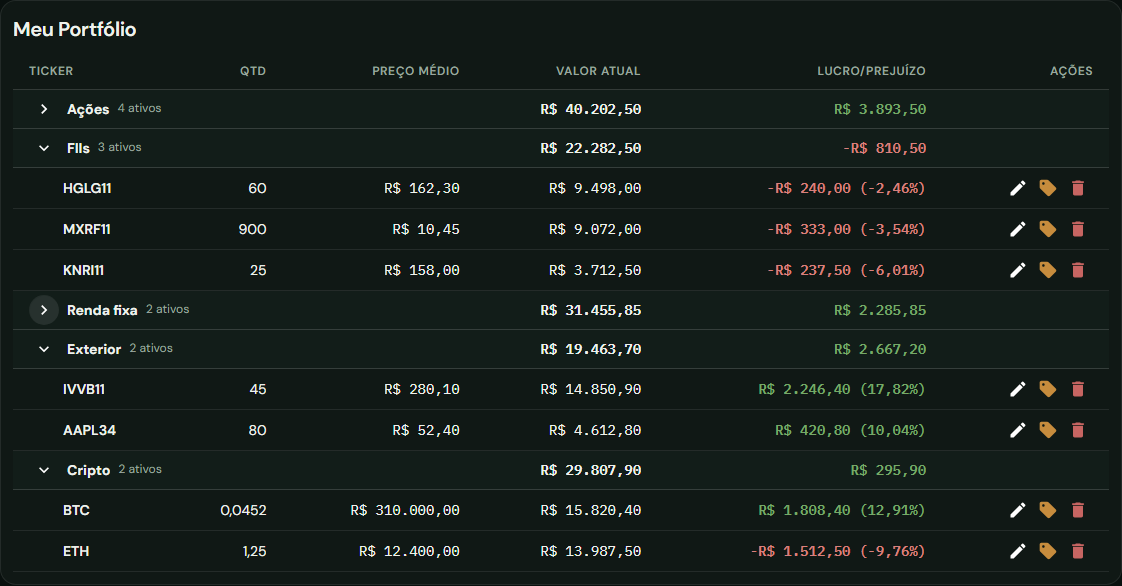 Meu Portfólio
TICKER QTD PREÇO MÉDIO VALOR ATUAL LUCRO/PREJUÍZO AÇÕES
Ações 4 ativos R$ 40.202,50 R$ 3.893,50
FIIs 3 ativos R$ 22.282,50 -R$ 810,50
HGLG11 60 R$ 162,30 R$ 9.498,00 -R$ 240,00 (-2,46%)
MXRF11 900 R$ 10,45 R$ 9.072,00 -R$ 333,00 (-3,54%)
KNRI11 25 R$ 158,00 R$ 3.712,50 -R$ 237,50 (-6,01%)
Renda fixa 2 ativos R$ 31.455,85 R$ 2.285,85
Exterior 2 ativos R$ 19.463,70 R$ 2.667,20
IVVB11 45 R$ 280,10 R$ 14.850,90 R$ 2.246,40 (17,82%)
AAPL34 80 R$ 52,40 R$ 4.612,80 R$ 420,80 (10,04%)
Cripto 2 ativos R$ 29.807,90 R$ 295,90
BTC 0,0452 R$ 310.000,00 R$ 15.820,40 R$ 1.808,40 (12,91%)
ETH 1,25 R$ 12.400,00 R$ 13.987,50 -R$ 1.512,50 (-9,76%)